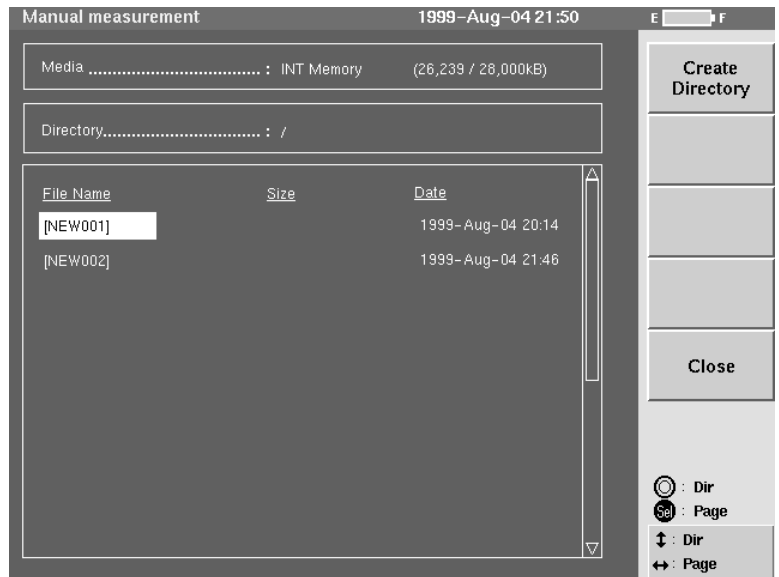 Manual measurement 1999-Aug-04 21:50 E F
Media .................................. : INT Memory (26,239 / 28,000kB)
Directory............................... : /
File Name Size Date
[NEW001] 1999-Aug-04 20:14
[NEW002] 1999-Aug-04 21:46
Create
Directory
Close
: Dir
Sel : Page
↕ : Dir
↔ : Page